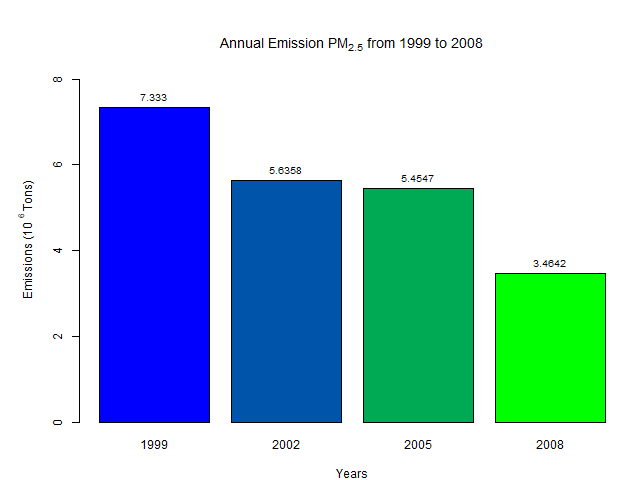 Annual Emission PM2.5 from 1999 to 2008
Emissions (10 6 Tons)
8
6
4
2
0
7.333
5.6358
5.4547
3.4642
1999 2002 2005 2008
Years